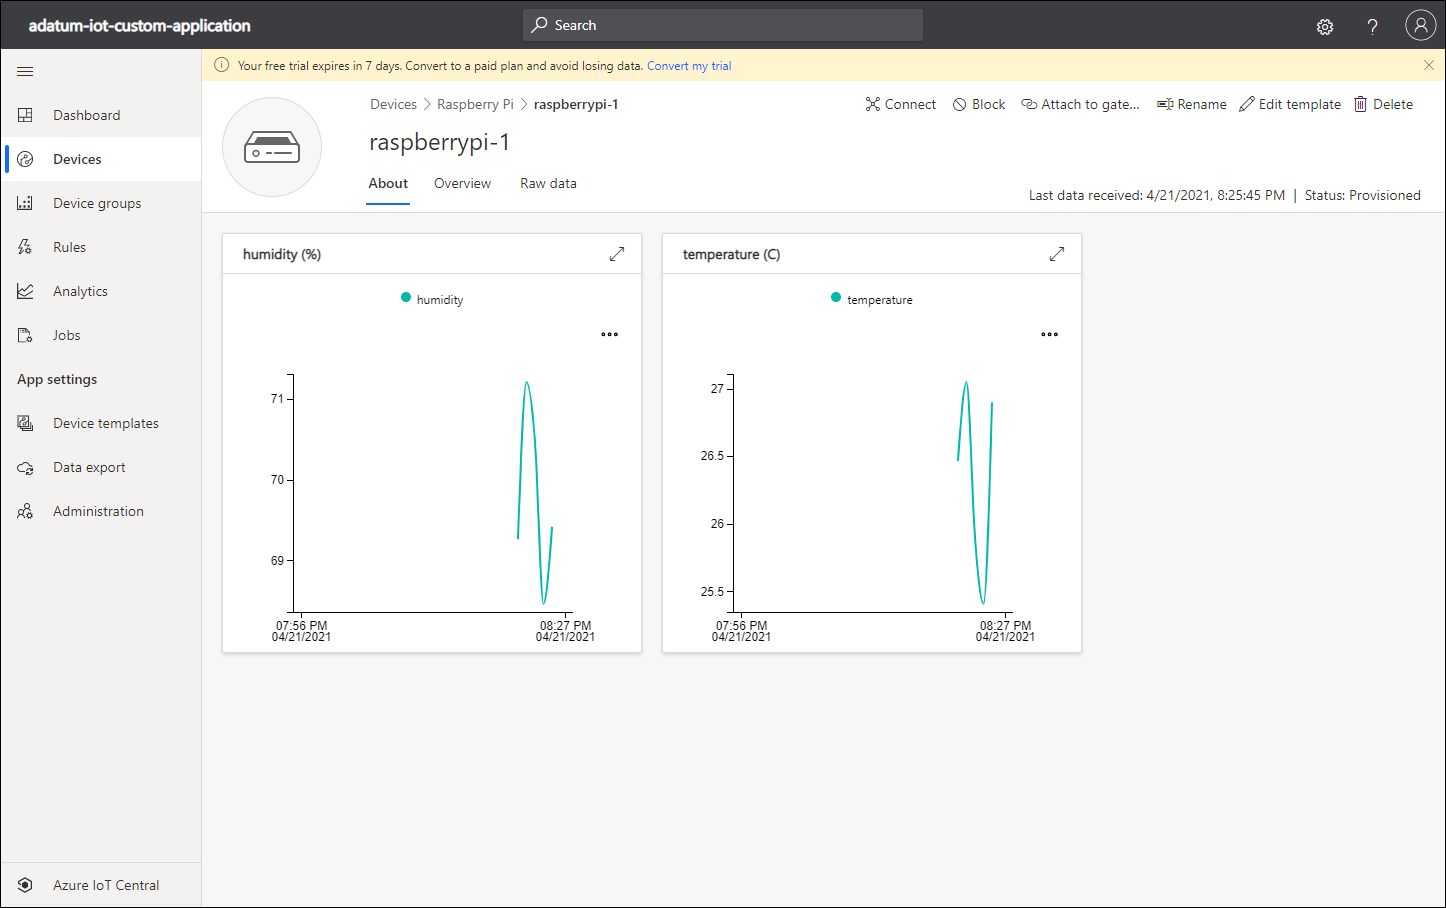 adatum-iot-custom-application
Search
?
Your free trial expires in 7 days. Convert to a paid plan and avoid losing data. Convert my trial
Dashboard
Devices
Device groups
Rules
Analytics
Jobs
App settings
Device templates
Data export
Administration
Azure IoT Central
Devices > Raspberry Pi > raspberrypi-1
Connect Block Attach to gate... Rename Edit template Delete
raspberrypi-1
About Overview Raw data
Last data received: 4/21/2021, 8:25:45 PM | Status: Provisioned
humidity (%)
humidity
71
70
69
07:56 PM 08:27 PM
04/21/2021 04/21/2021
temperature (C)
temperature
27
26.5
26
25.5
07:56 PM 08:27 PM
04/21/2021 04/21/2021